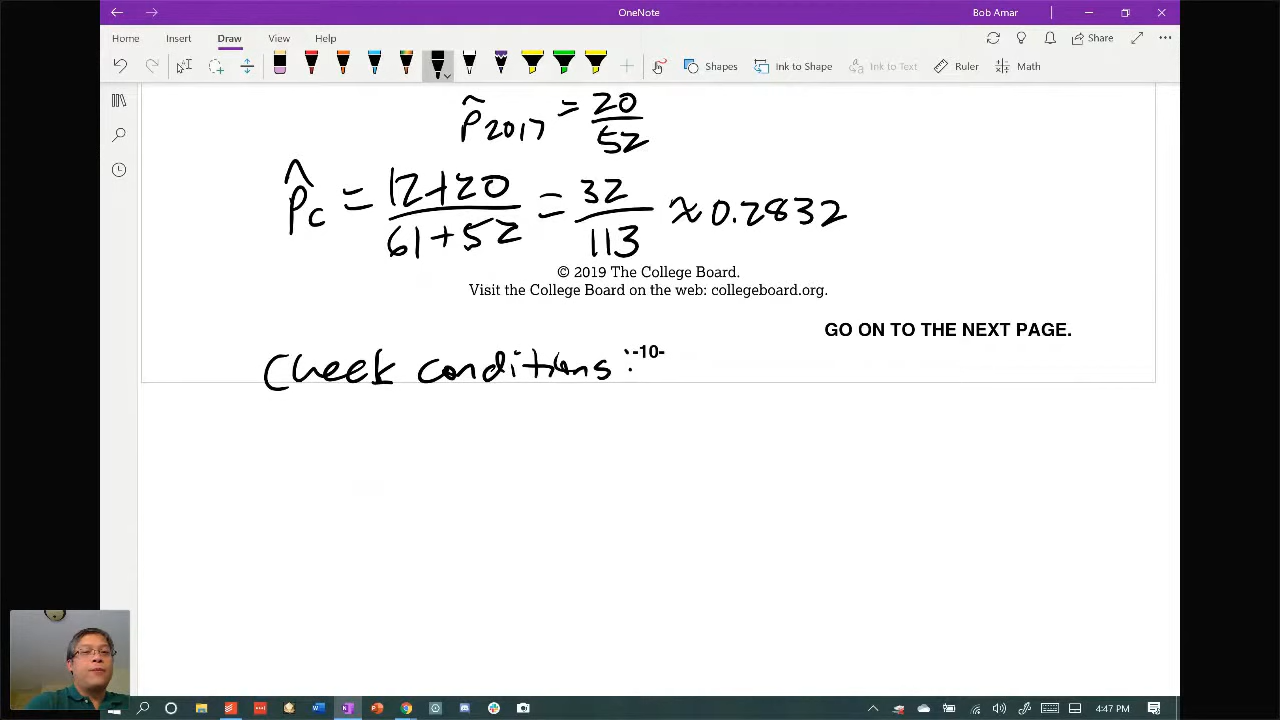 OneNote
Bob Amar
Home Insert Draw View Help
Share
Shapes Ink to Shape Ink to Text Ruler Math
p̂2017 = 20/52
p̂c = 12+20/61+52 = 32/113 ≈ 0.2832
© 2019 The College Board.
Visit the College Board on the web: collegeboard.org.
GO ON TO THE NEXT PAGE.
-10-
Check conditions :
4:47 PM